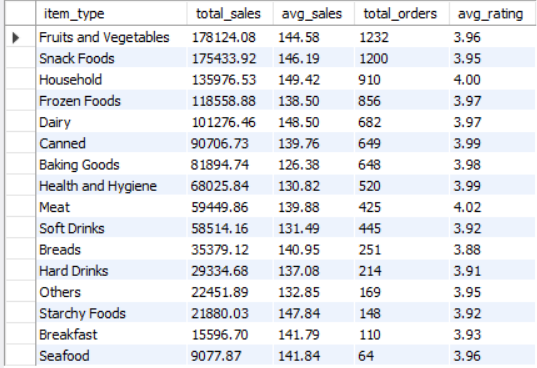 item_type total_sales avg_sales total_orders avg_rating
Fruits and Vegetables 178124.08 144.58 1232 3.96
Snack Foods 175433.92 146.19 1200 3.95
Household 135976.53 149.42 910 4.00
Frozen Foods 118558.88 138.50 856 3.97
Dairy 101276.46 148.50 682 3.97
Canned 90706.73 139.76 649 3.99
Baking Goods 81894.74 126.38 648 3.98
Health and Hygiene 68025.84 130.82 520 3.99
Meat 59449.86 139.88 425 4.02
Soft Drinks 58514.16 131.49 445 3.92
Breads 35379.12 140.95 251 3.88
Hard Drinks 29334.68 137.08 214 3.91
Others 22451.89 132.85 169 3.95
Starchy Foods 21880.03 147.84 148 3.92
Breakfast 15596.70 141.79 110 3.93
Seafood 9077.87 141.84 64 3.96